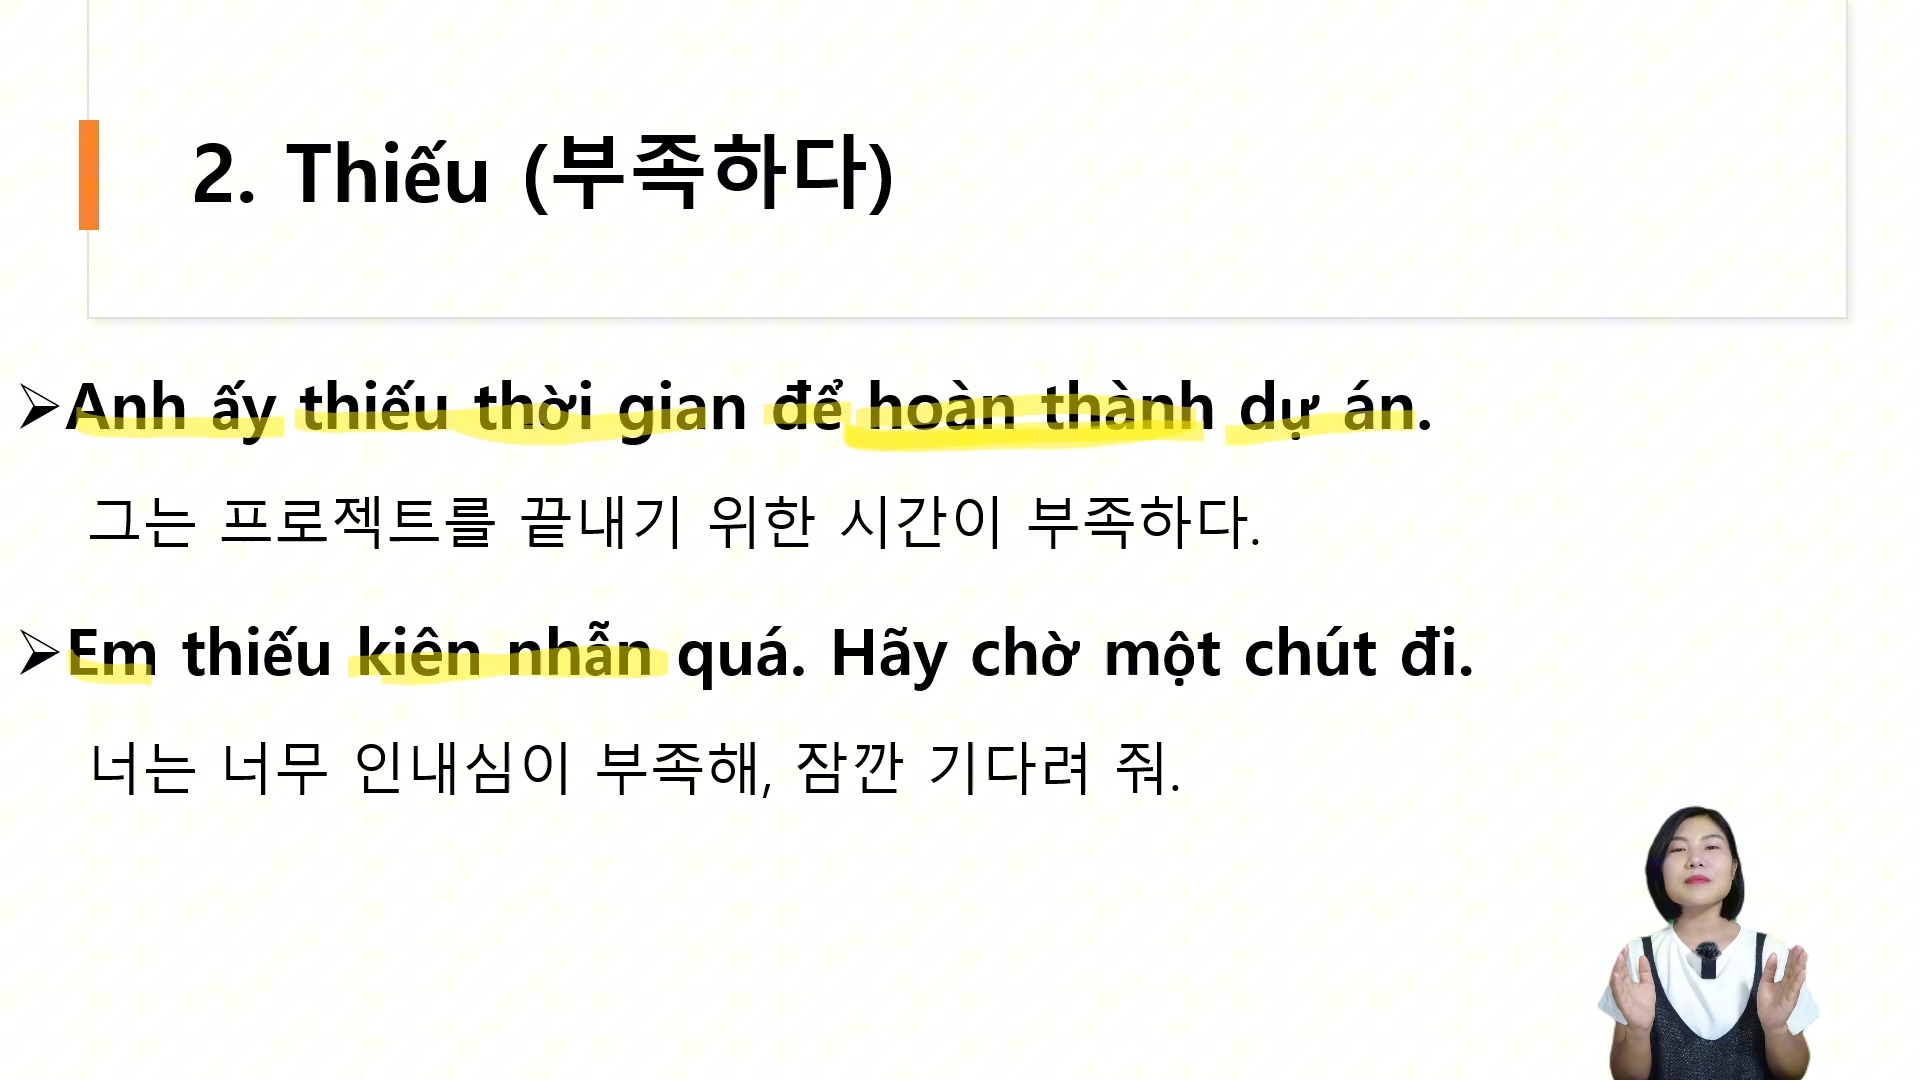 2. Thiếu (부족하다)
➢Anh ấy thiếu thời gian để hoàn thành dự án.
그는 프로젝트를 끝내기 위한 시간이 부족하다.
➢Em thiếu kiên nhẫn quá. Hãy chờ một chút đi.
너는 너무 인내심이 부족해, 잠깐 기다려 줘.